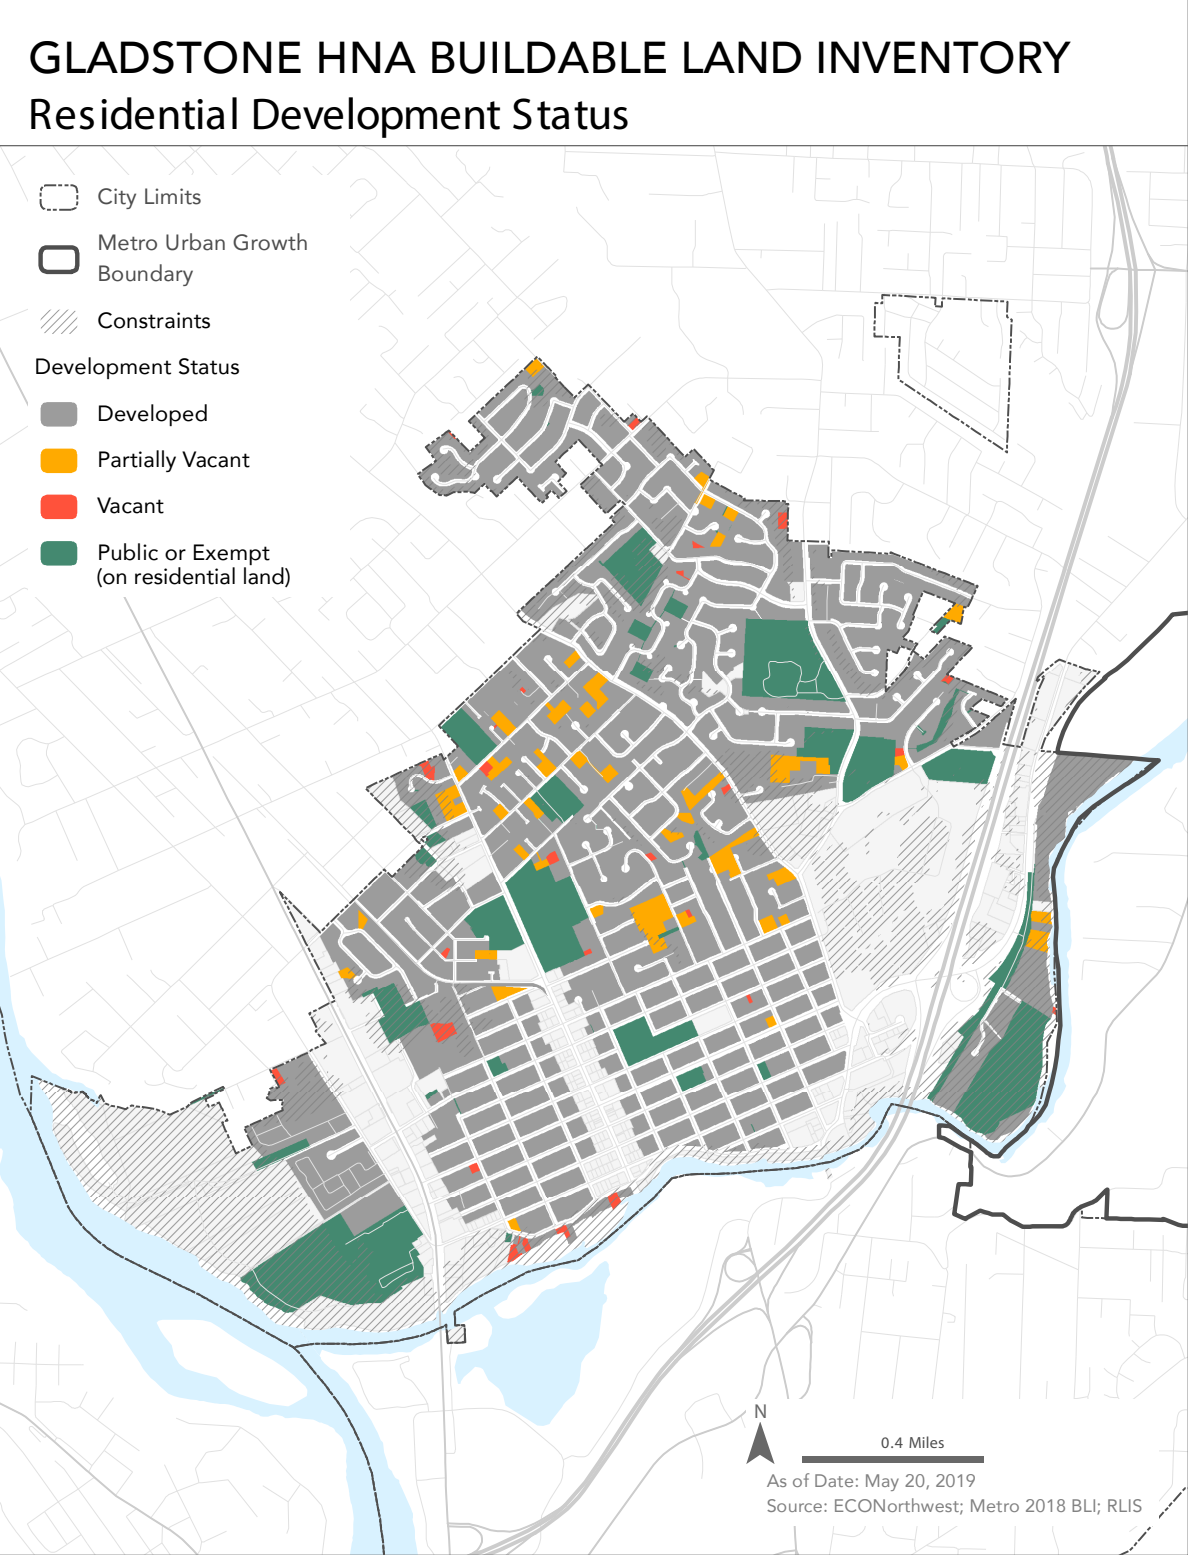 GLADSTONE HNA BUILDABLE LAND INVENTORY
Residential Development Status
City Limits
Metro Urban Growth
Boundary
Constraints
Development Status
Developed
Partially Vacant
Vacant
Public or Exempt
(on residential land)
N
0.4 Miles
As of Date: May 20, 2019
Source: ECONorthwest; Metro 2018 BLI; RLIS